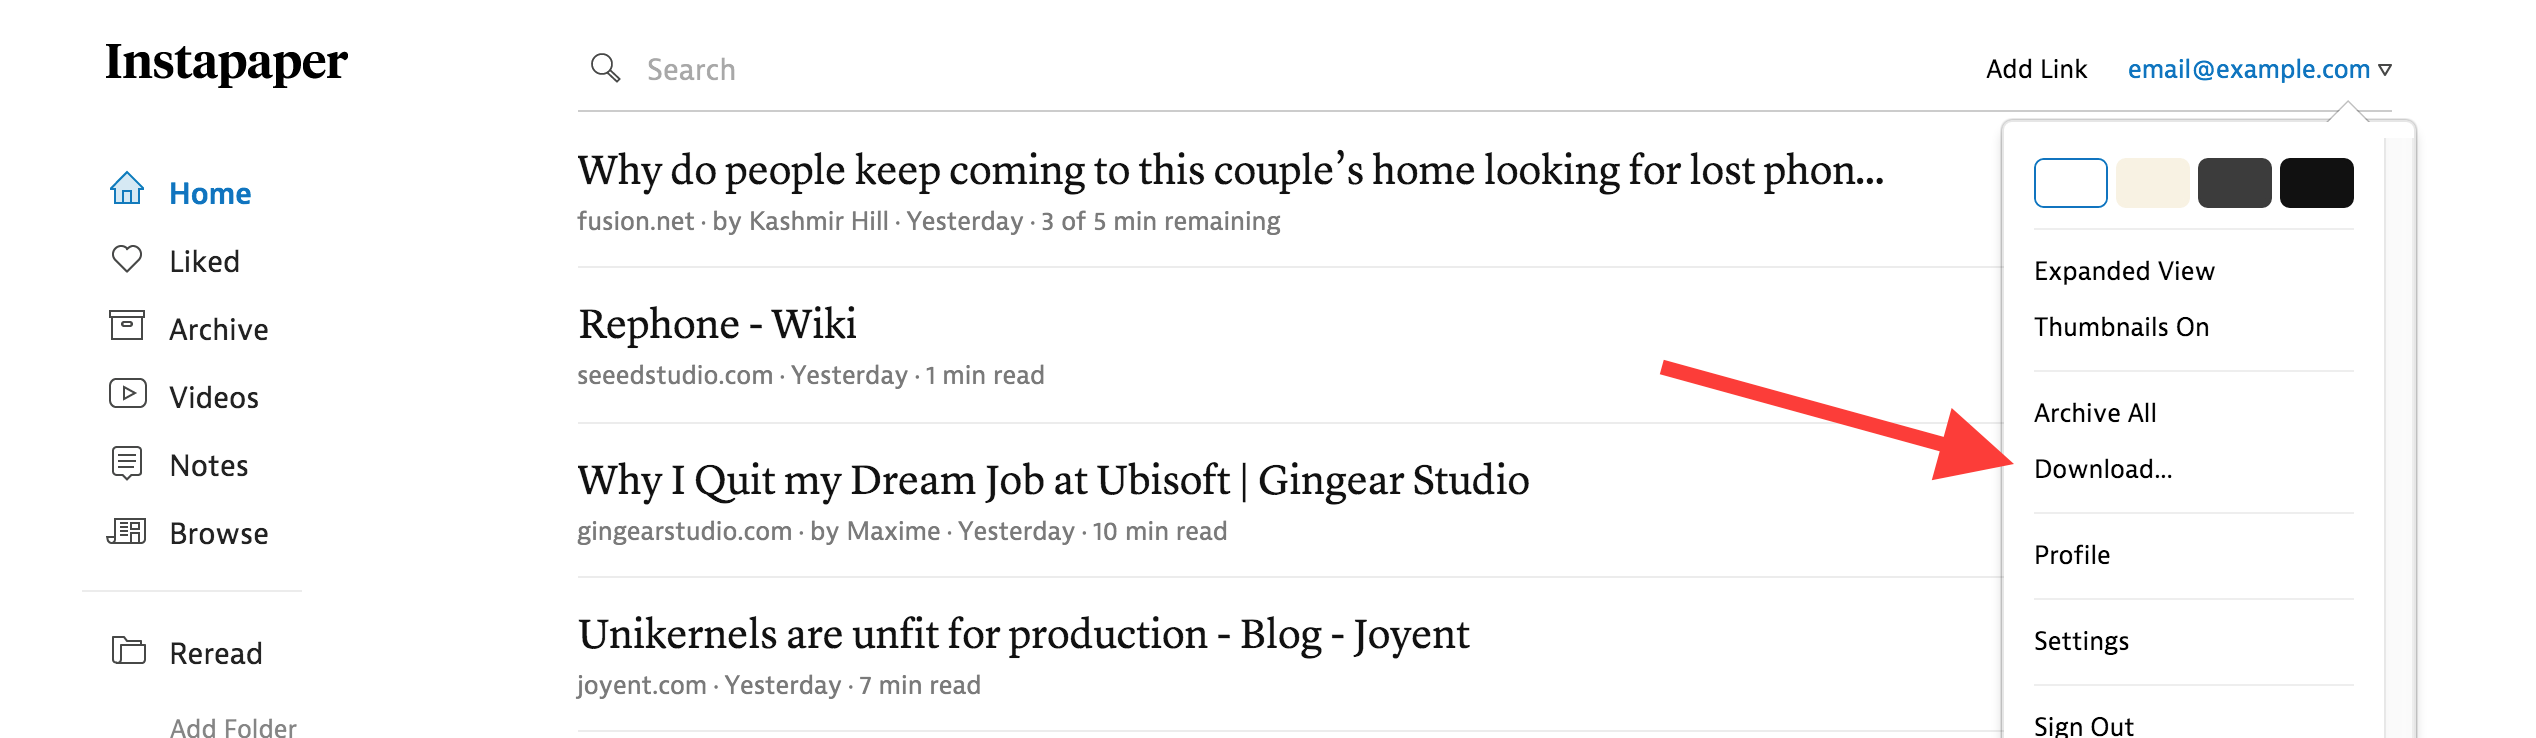 Instapaper
Search
Add Link
email@example.com
Home
Liked
Archive
Videos
Notes
Browse
Reread
Add Folder
Why do people keep coming to this couple’s home looking for lost phon...
fusion.net · by Kashmir Hill · Yesterday · 3 of 5 min remaining
Rephone - Wiki
seeedstudio.com · Yesterday · 1 min read
Why I Quit my Dream Job at Ubisoft | Gingear Studio
gingearstudio.com · by Maxime · Yesterday · 10 min read
Unikernels are unfit for production - Blog - Joyent
joyent.com · Yesterday · 7 min read
Expanded View
Thumbnails On
Archive All
Download...
Profile
Settings
Sign Out